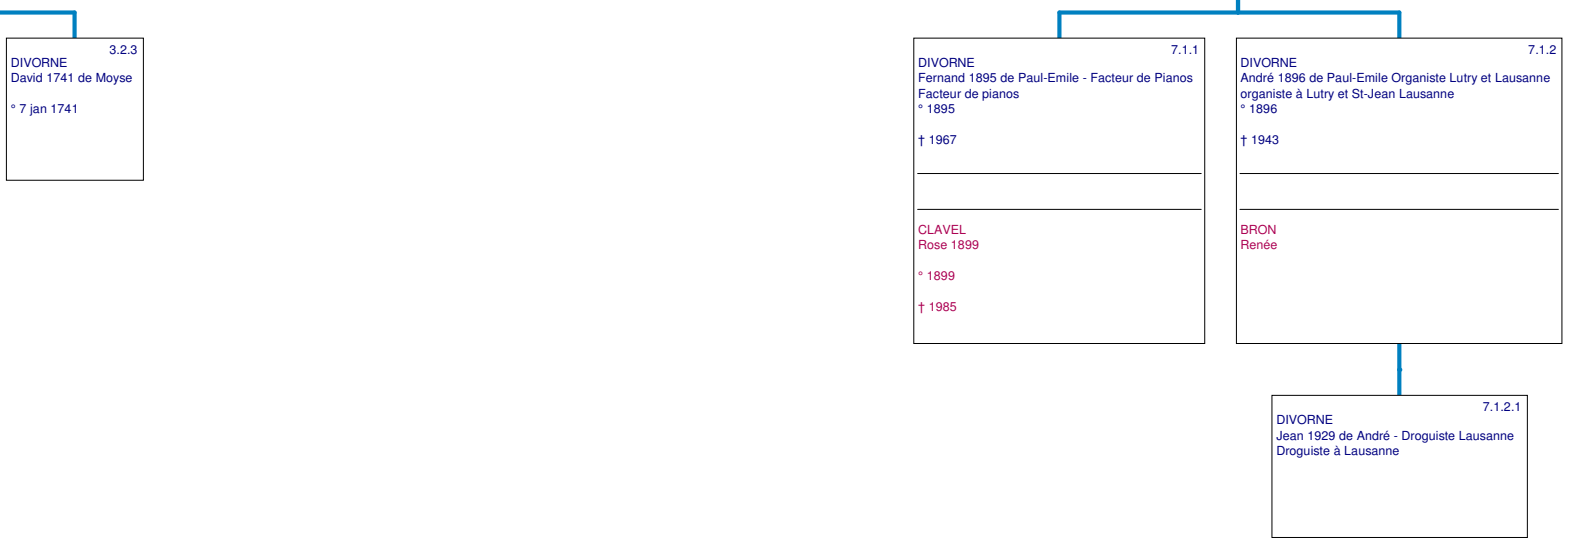 3.2.3
DIVORNE
David 1741 de Moyse
° 7 jan 1741
7.1.1
DIVORNE
Fernand 1895 de Paul-Emile - Facteur de Pianos
Facteur de pianos
° 1895
† 1967
CLAVEL
Rose 1899
° 1899
† 1985
7.1.2
DIVORNE
André 1896 de Paul-Emile Organiste Lutry et Lausanne
organiste à Lutry et St-Jean Lausanne
° 1896
† 1943
BRON
Renée
7.1.2.1
DIVORNE
Jean 1929 de André - Droguiste Lausanne
Droguiste à Lausanne